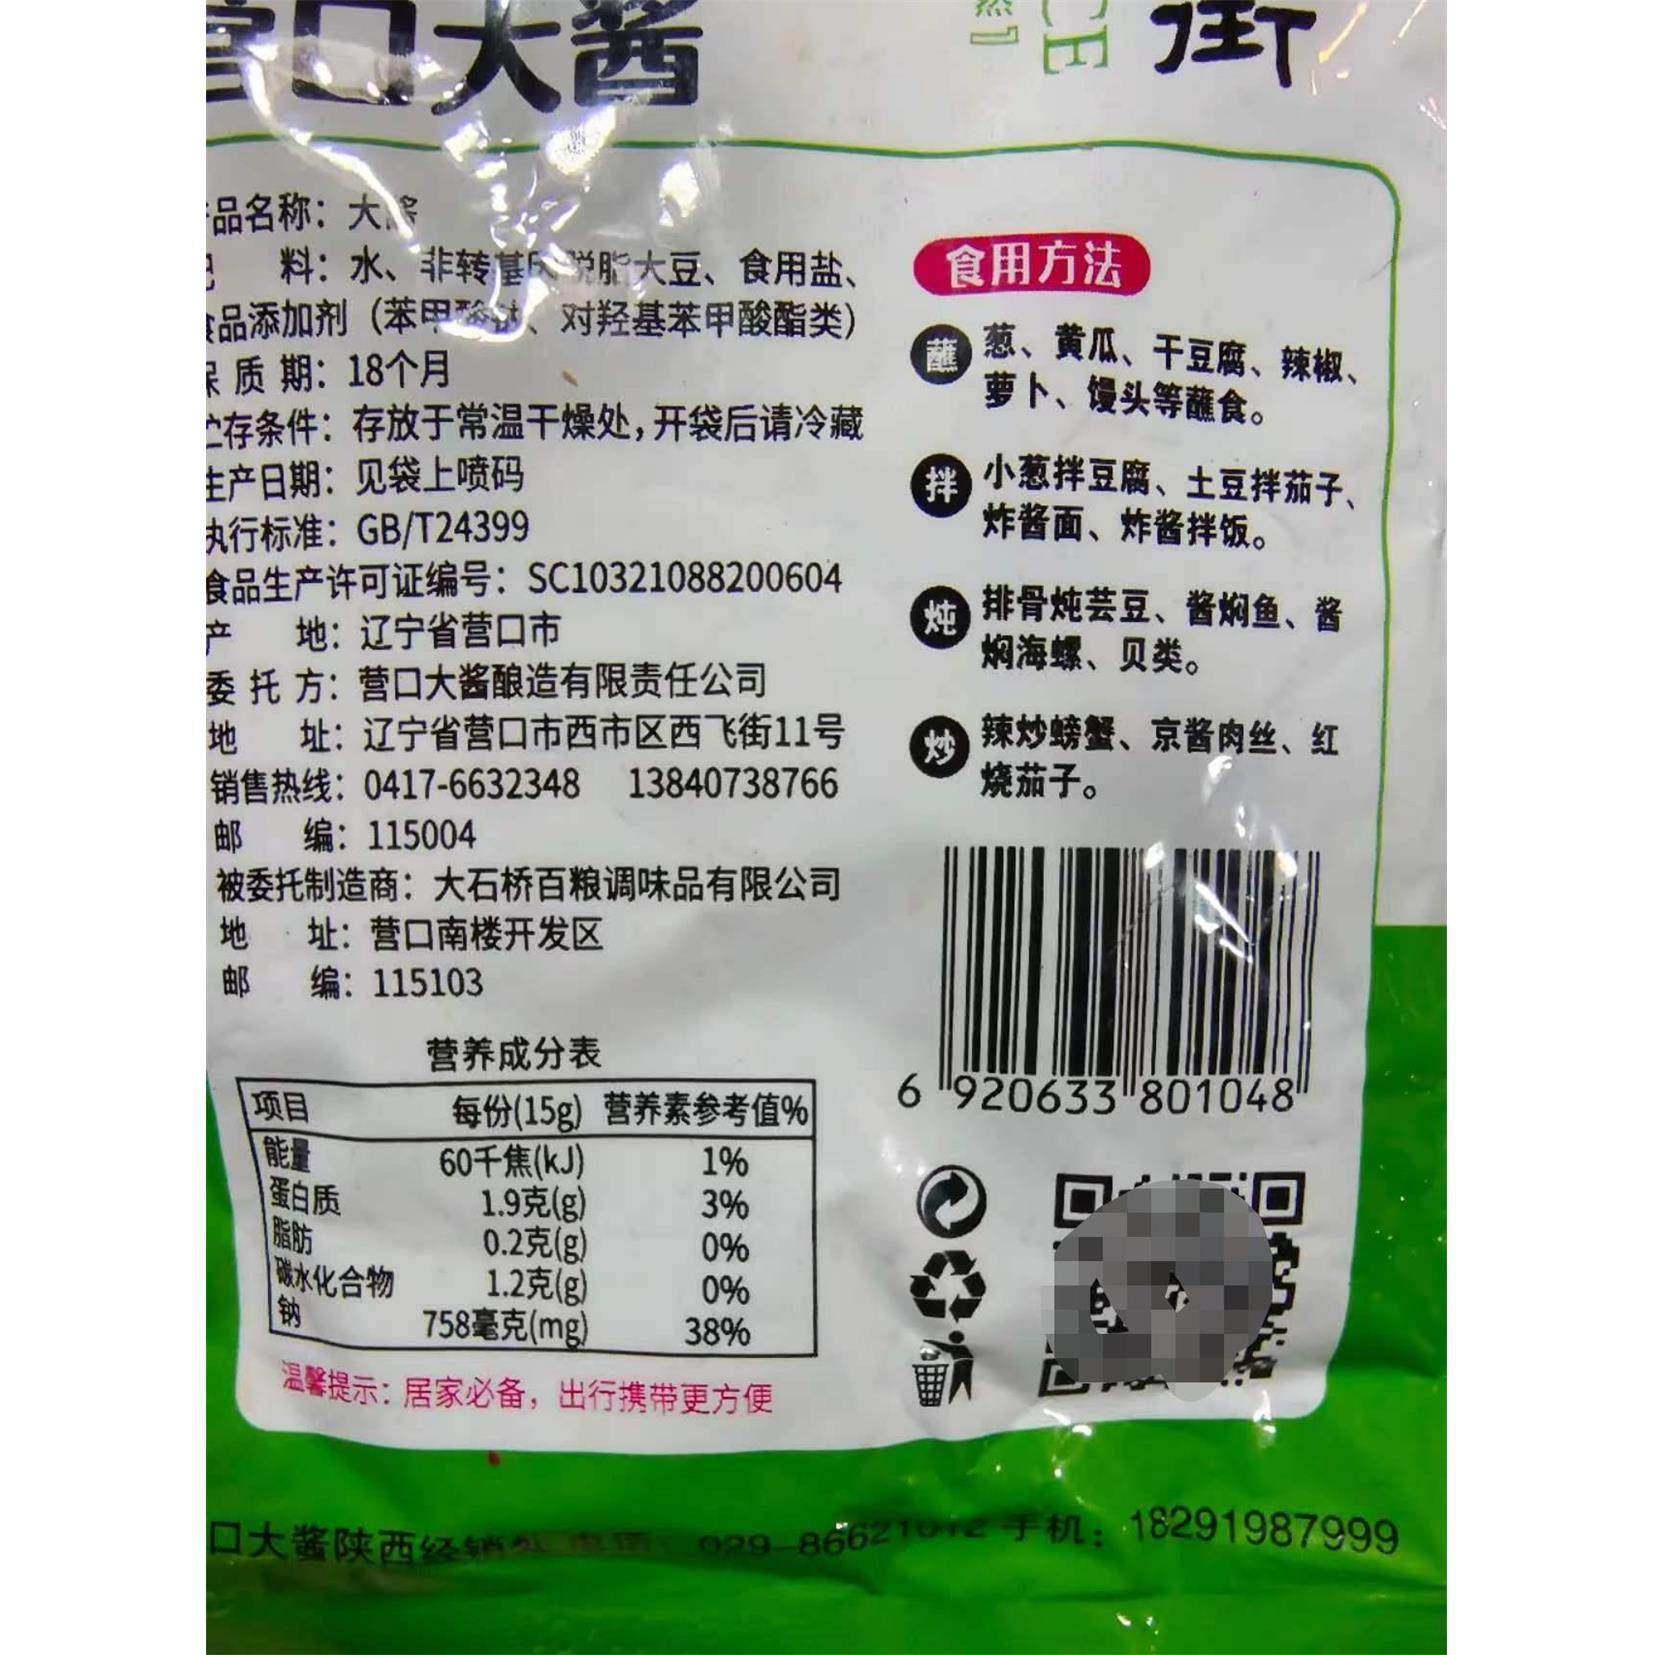 营口大酱
CE
街
品名称：大酱
料：水、非转基因脱脂大豆、食用盐、
食品添加剂（苯甲酸钠、对羟基苯甲酸酯类）
保质期：18个月
贮存条件：存放于常温干燥处，开袋后请冷藏
生产日期：见袋上喷码
执行标准：GB/T24399
食品生产许可证编号：SC10321088200604
产地：辽宁省营口市
委托方：营口大酱酿造有限责任公司
地址：辽宁省营口市西市区西飞街11号
销售热线：0417-6632348 13840738766
邮编：115004
被委托制造商：大石桥百粮调味品有限公司
地址：营口南楼开发区
邮编：115103
营养成分表
项目 每份(15g) 营养素参考值%
能量 60千焦(kJ) 1%
蛋白质 1.9克(g) 3%
脂肪 0.2克(g) 0%
碳水化合物 1.2克(g) 0%
钠 758毫克(mg) 38%
温馨提示：居家必备，出行携带更方便
食用方法
蘸 葱、黄瓜、干豆腐、辣椒、
萝卜、馒头等蘸食。
拌 小葱拌豆腐、土豆拌茄子、
炸酱面、炸酱拌饭。
炖 排骨炖芸豆、酱焖鱼、酱
焖海螺、贝类。
炒 辣炒螃蟹、京酱肉丝、红
烧茄子。
6 920633 801048
口大酱陕西经销处 电话：029-86621012 手机：18291987999